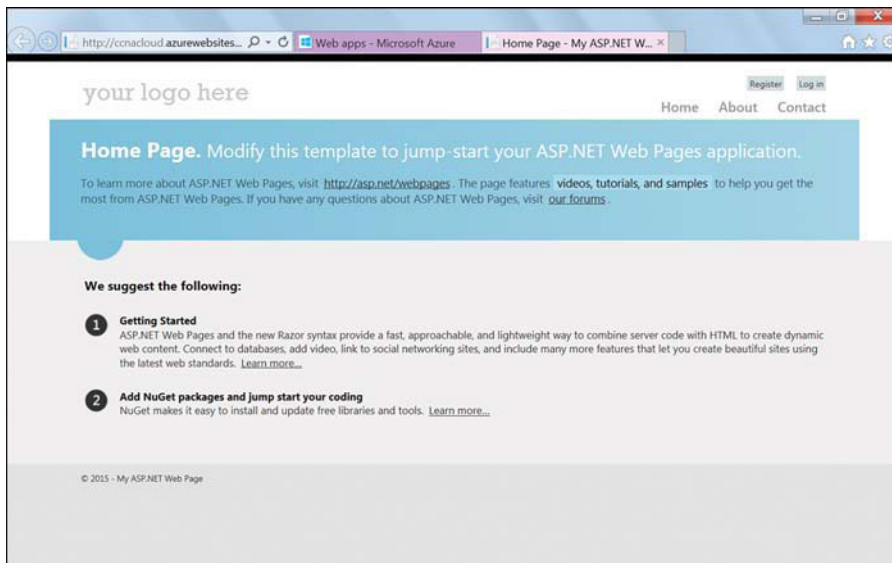 http://ccnacloud.azurewebsites...
Web apps - Microsoft Azure
Home Page - My ASP.NET W...
your logo here
Register Log in
Home About Contact
Home Page. Modify this template to jump-start your ASP.NET Web Pages application.
To learn more about ASP.NET Web Pages, visit http://asp.net/webpages. The page features videos, tutorials, and samples to help you get the
most from ASP.NET Web Pages. If you have any questions about ASP.NET Web Pages, visit our forums.
We suggest the following:
1 Getting Started
ASP.NET Web Pages and the new Razor syntax provide a fast, approachable, and lightweight way to combine server code with HTML to create dynamic
web content. Connect to databases, add video, link to social networking sites, and include many more features that let you create beautiful sites using
the latest web standards. Learn more...
2 Add NuGet packages and jump start your coding
NuGet makes it easy to install and update free libraries and tools. Learn more...
© 2015 - My ASP.NET Web Page